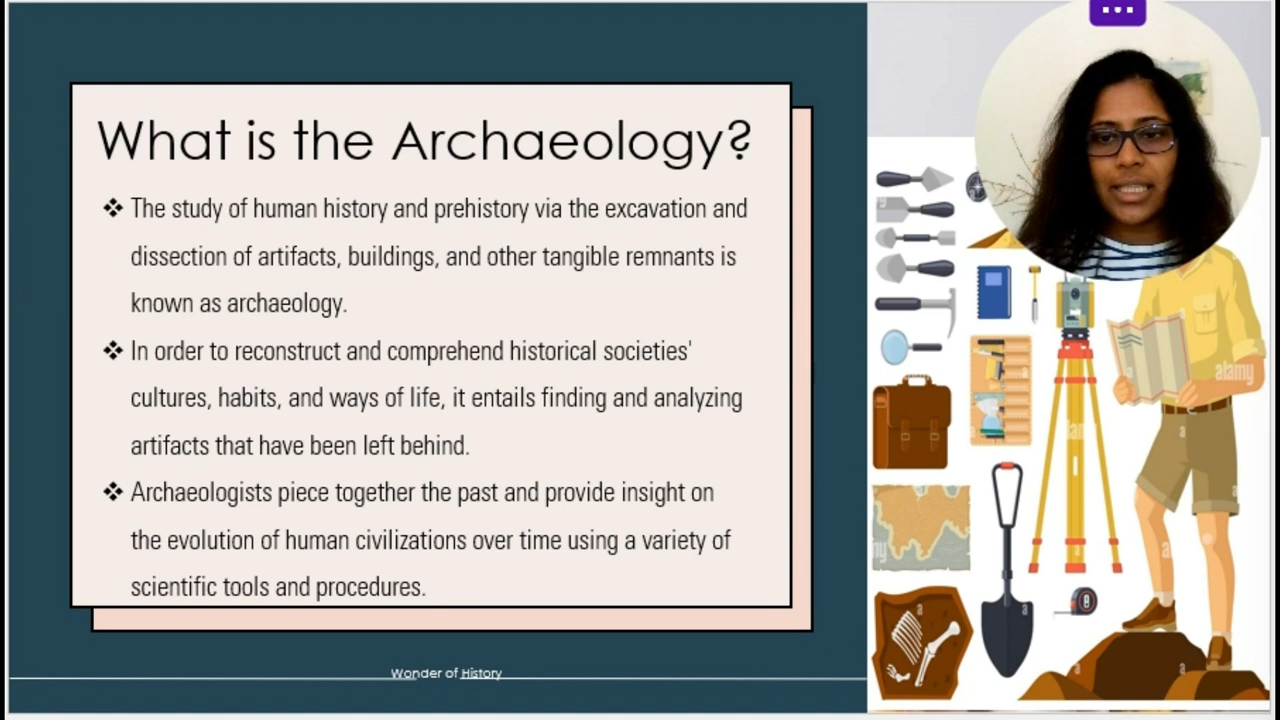 What is the Archaeology?
❖ The study of human history and prehistory via the excavation and
dissection of artifacts, buildings, and other tangible remnants is
known as archaeology.
❖ In order to reconstruct and comprehend historical societies'
cultures, habits, and ways of life, it entails finding and analyzing
artifacts that have been left behind.
❖ Archaeologists piece together the past and provide insight on
the evolution of human civilizations over time using a variety of
scientific tools and procedures.
Wonder of History
alamy